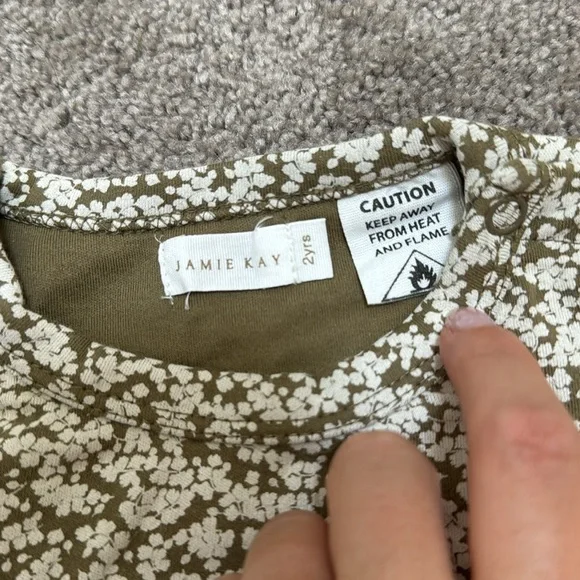 JAMIE KAY
2yrs
CAUTION
KEEP AWAY
FROM HEAT
AND FLAME